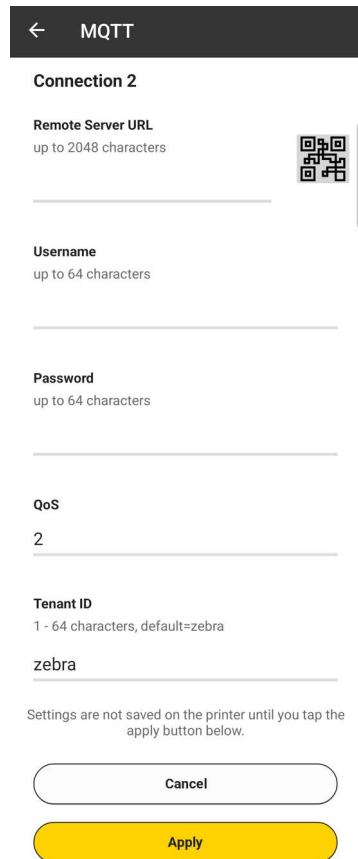 MQTT
Connection 2
Remote Server URL
up to 2048 characters
Username
up to 64 characters
Password
up to 64 characters
QoS
2
Tenant ID
1 - 64 characters, default=zebra
zebra
Settings are not saved on the printer until you tap the
apply button below.
Cancel
Apply